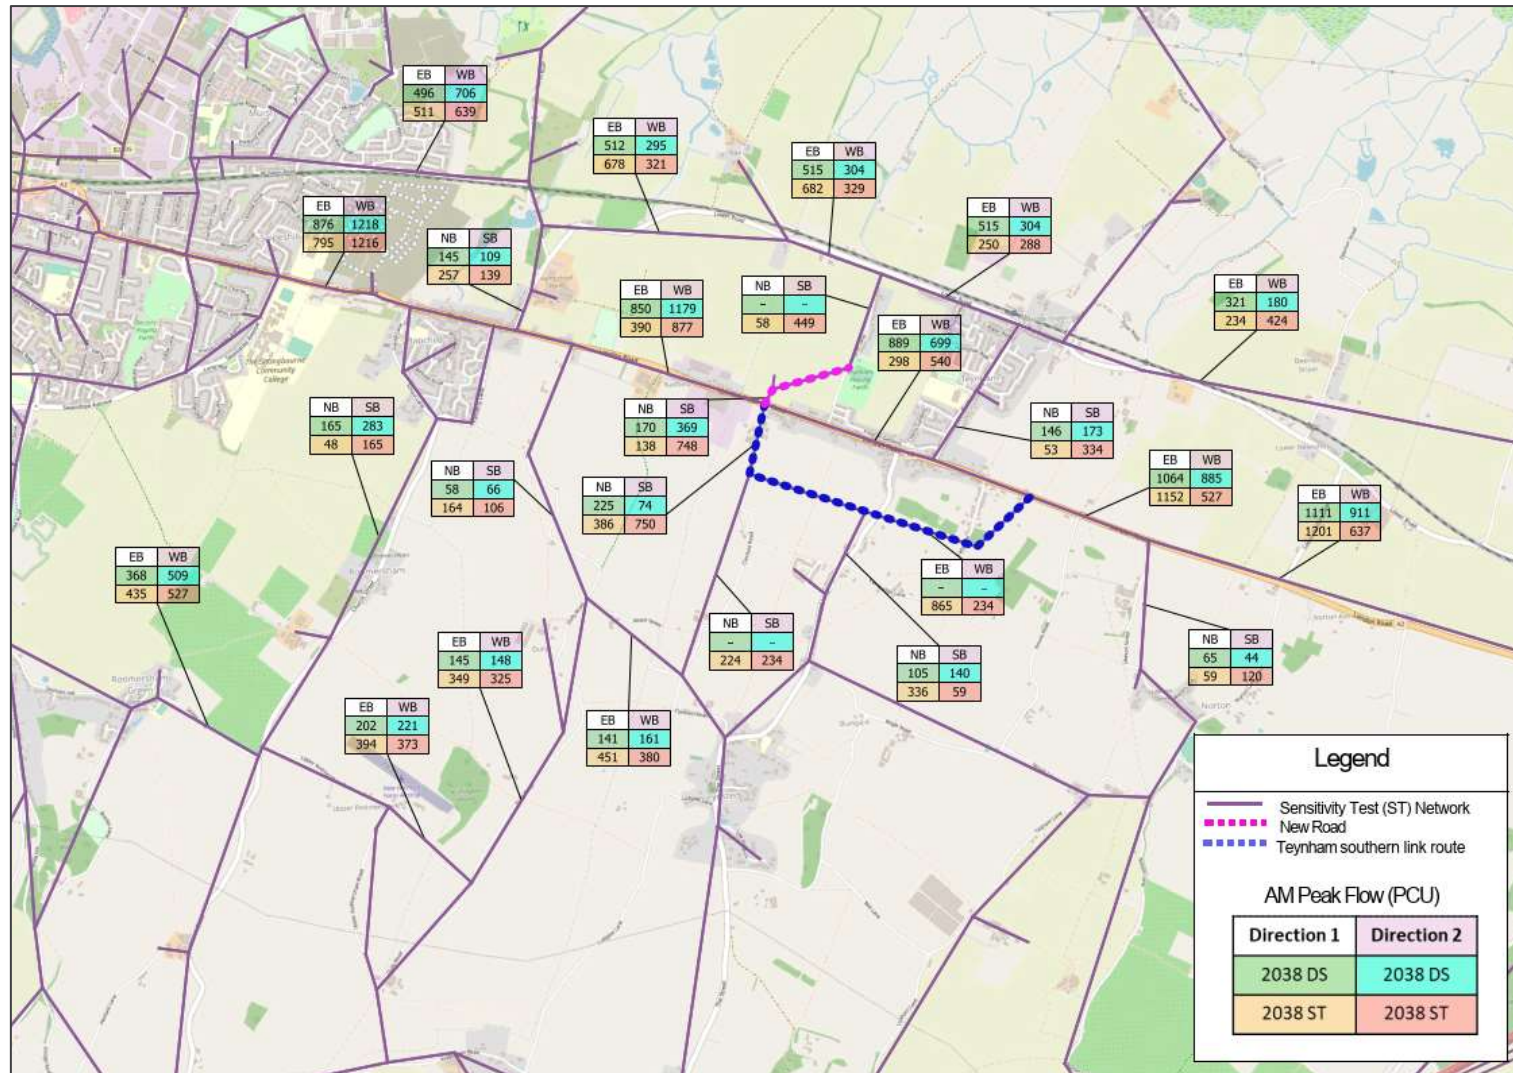 EB WB
496 706
511 639
EB WB
512 295
678 321
EB WB
515 304
682 329
EB WB
876 1218
795 1216
NB SB
145 109
257 139
EB WB
515 304
250 288
EB WB
850 1179
390 877
NB SB
– –
58 449
EB WB
321 180
234 424
EB WB
889 699
298 540
NB SB
165 283
48 165
NB SB
170 369
138 748
NB SB
146 173
53 334
NB SB
58 66
164 106
NB SB
225 74
386 750
EB WB
1064 885
1152 527
EB WB
1111 911
1201 637
EB WB
368 509
435 527
EB WB
– –
865 234
NB SB
– –
224 234
EB WB
145 148
349 325
NB SB
105 140
336 59
NB SB
65 44
59 120
EB WB
202 221
394 373
EB WB
141 161
451 380
The Sittingbourne
Community
College
Teynham
Norton
Legend
Sensitivity Test (ST) Network
New Road
Teynham southern link route
AM Peak Flow (PCU)
Direction 1 Direction 2
2038 DS 2038 DS
2038 ST 2038 ST